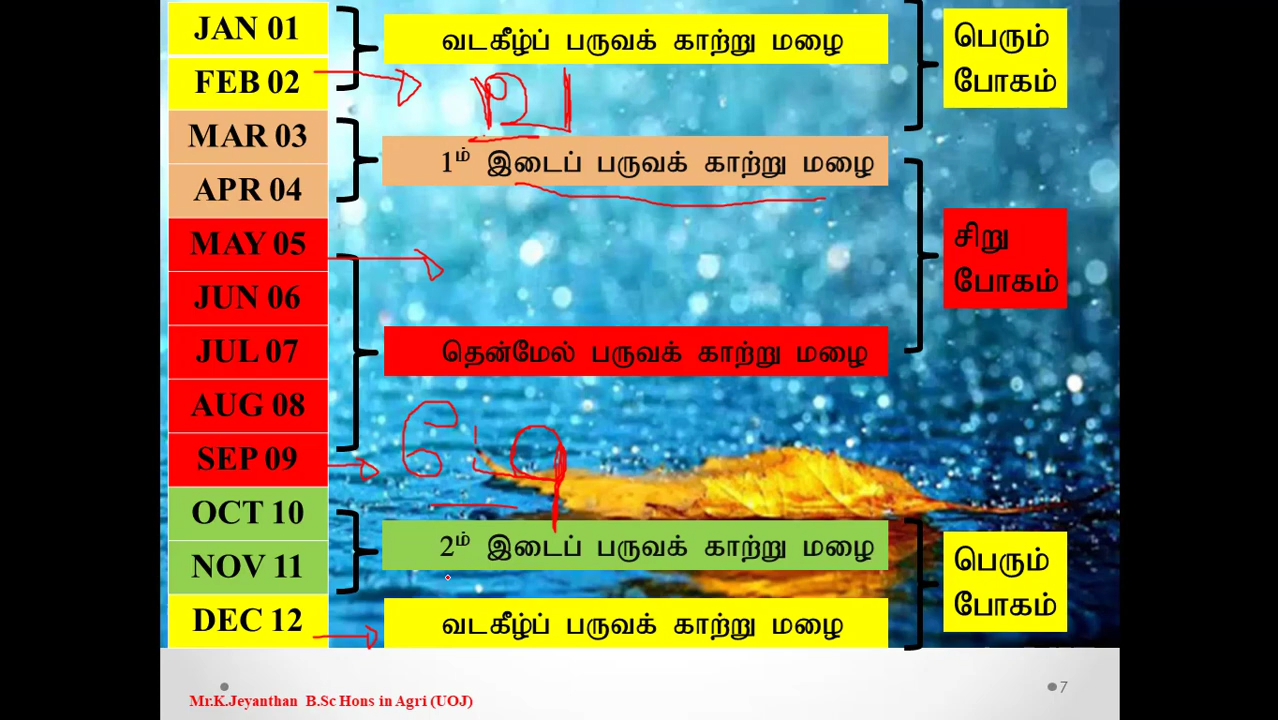 JAN 01
FEB 02
MAR 03
APR 04
MAY 05
JUN 06
JUL 07
AUG 08
SEP 09
OCT 10
NOV 11
DEC 12
வடகீழ்ப் பருவக் காற்று மழை
1ம் இடைப் பருவக் காற்று மழை
தென்மேல் பருவக் காற்று மழை
2ம் இடைப் பருவக் காற்று மழை
வடகீழ்ப் பருவக் காற்று மழை
பெரும்
போகம்
சிறு
போகம்
பெரும்
போகம்
Mr.K.Jeyanthan B.Sc Hons in Agri (UOJ)
7